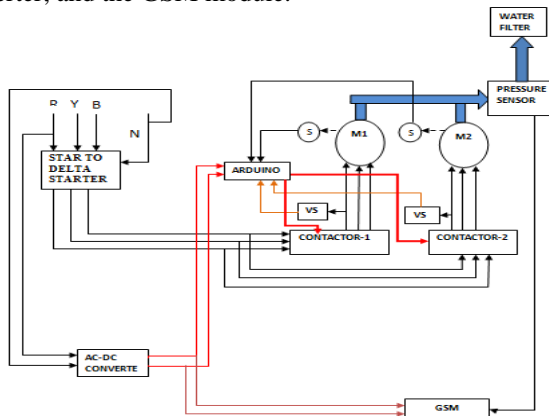 erter, and the GSM module.
WATER
FILTER
R Y B
N
PRESSURE
SENSOR
S
M1
S
M2
STAR TO
DELTA
STARTER
ARDUINO
VS
VS
CONTACTOR-1
CONTACTOR-2
AC-DC
CONVERTE
GSM